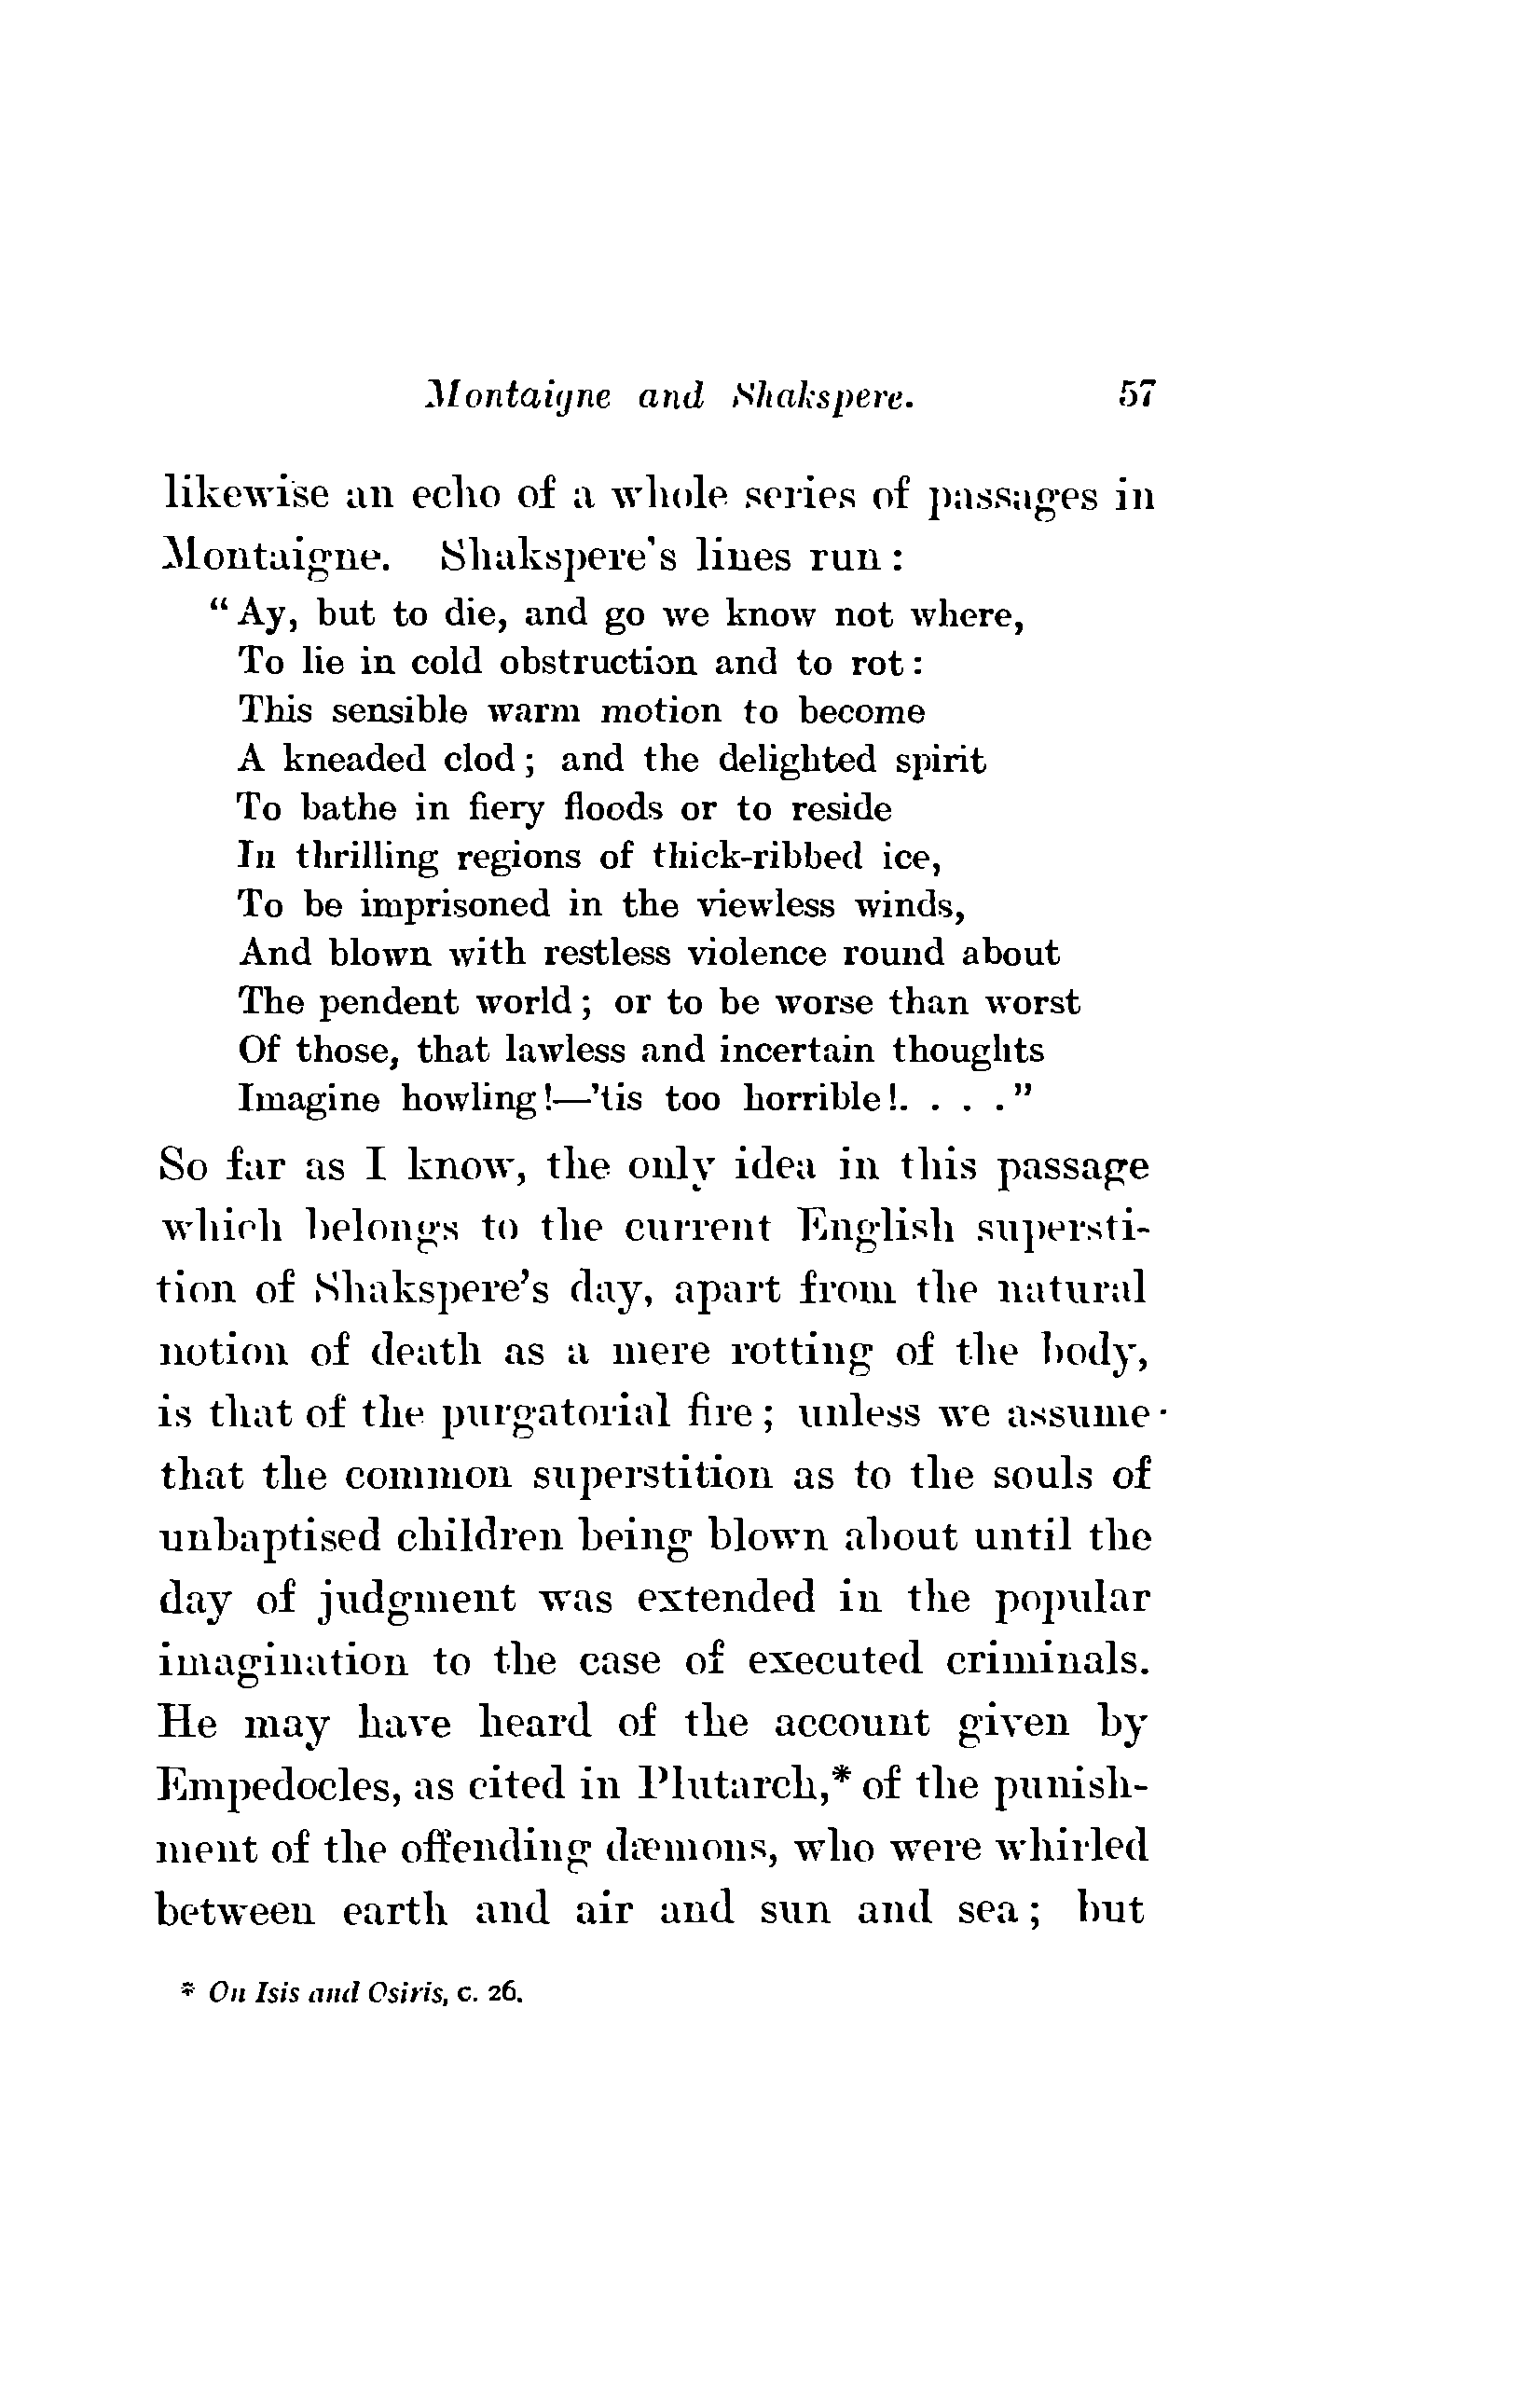 Montaigne and Shakspere. 57
likewise an echo of a whole series of passages in
Montaigne. Shakspere's lines run:
"Ay, but to die, and go we know not where,
To lie in cold obstruction and to rot:
This sensible warm motion to become
A kneaded clod; and the delighted spirit
To bathe in fiery floods or to reside
In thrilling regions of thick-ribbed ice,
To be imprisoned in the viewless winds,
And blown with restless violence round about
The pendent world; or to be worse than worst
Of those, that lawless and incertain thoughts
Imagine howling!—'tis too horrible!. . . ."
So far as I know, the only idea in this passage
which belongs to the current English supersti-
tion of Shakspere's day, apart from the natural
notion of death as a mere rotting of the body,
is that of the purgatorial fire; unless we assume
that the common superstition as to the souls of
unbaptised children being blown about until the
day of judgment was extended in the popular
imagination to the case of executed criminals.
He may have heard of the account given by
Empedocles, as cited in Plutarch,* of the punish-
ment of the offending dæmons, who were whirled
between earth and air and sun and sea; but
* On Isis and Osiris, c. 26.